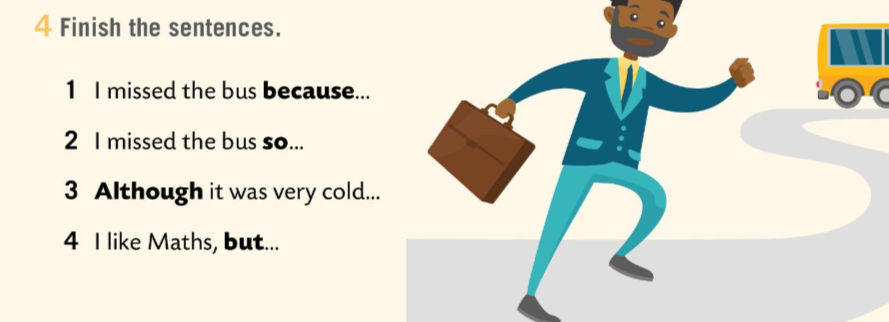 4 Finish the sentences.
1 I missed the bus because...
2 I missed the bus so...
3 Although it was very cold...
4 I like Maths, but...